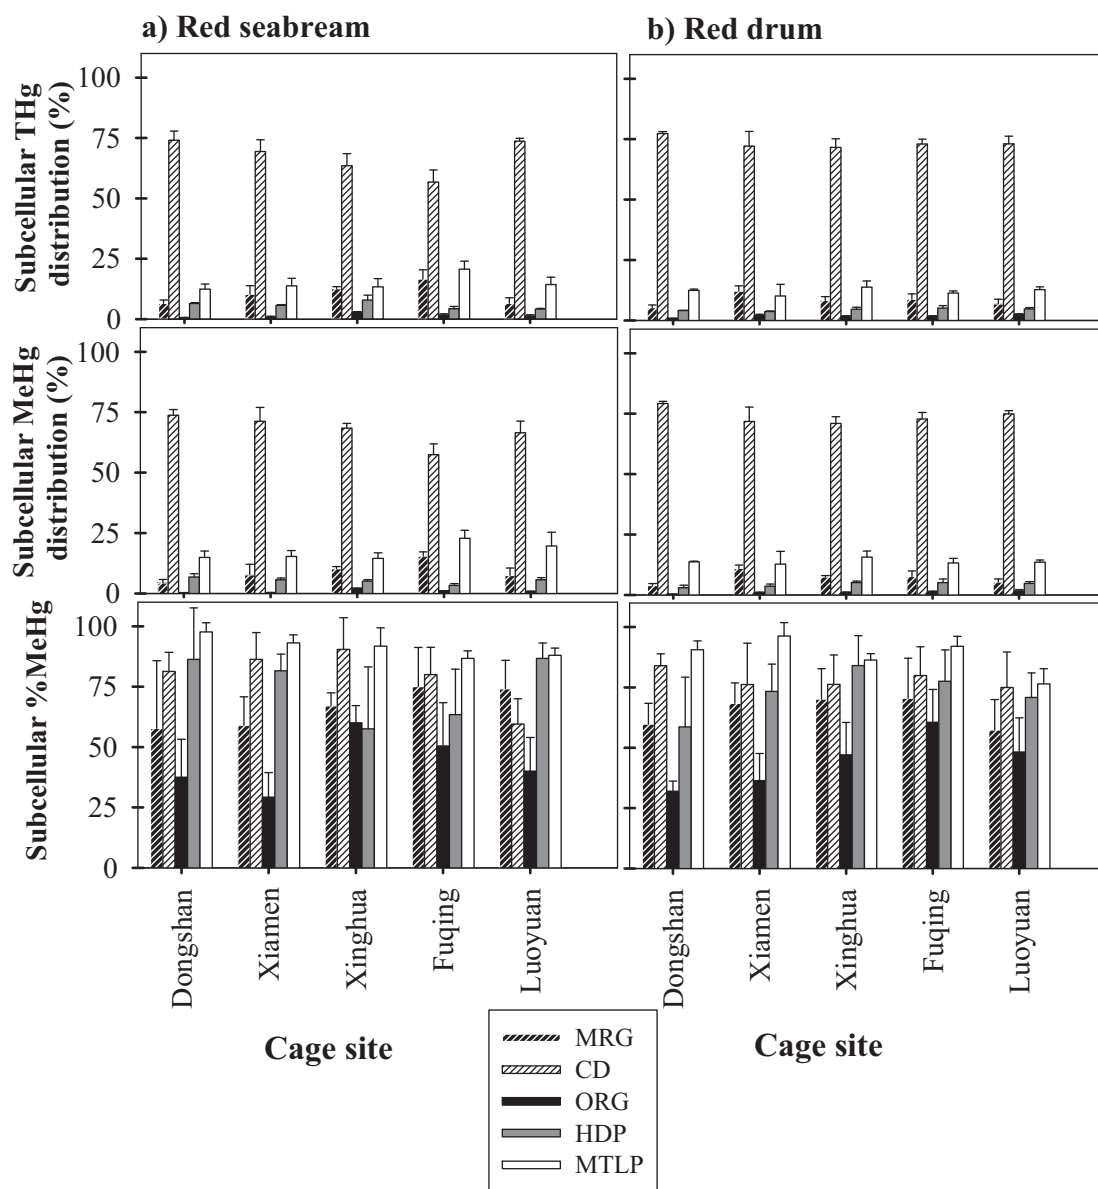 a) Red seabream
b) Red drum
Subcellular THg
distribution (%)
100
75
50
25
0
Subcellular MeHg
distribution (%)
100
75
50
25
0
Subcellular %MeHg
100
75
50
25
0
Dongshan
Xiamen
Xinghua
Fuqing
Luoyuan
Dongshan
Xiamen
Xinghua
Fuqing
Luoyuan
Cage site
Cage site
MRG
CD
ORG
HDP
MTLP